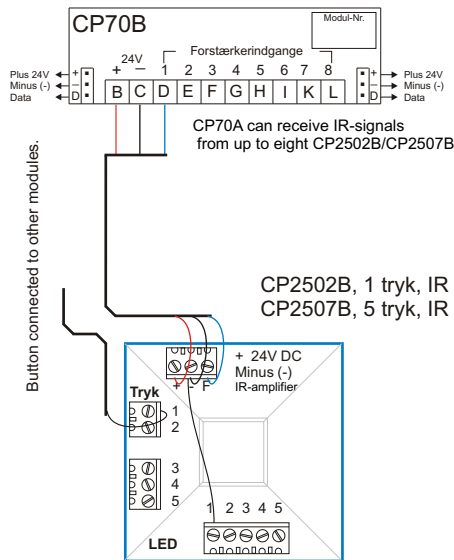 CP70B
Modul-Nr.
24V
Forstærkerindgange
+ − 1 2 3 4 5 6 7 8
Plus 24V
Minus (-)
Data
+
−
D
B C D E F G H I K L
+
−
D
Plus 24V
Minus (-)
Data
CP70A can receive IR-signals
from up to eight CP2502B/CP2507B
Button connected to other modules.
CP2502B, 1 tryk, IR
CP2507B, 5 tryk, IR
+ 24V DC
Minus (-)
IR-amplifier
+ - F
Tryk
1
2
3
4
5
1 2 3 4 5
LED